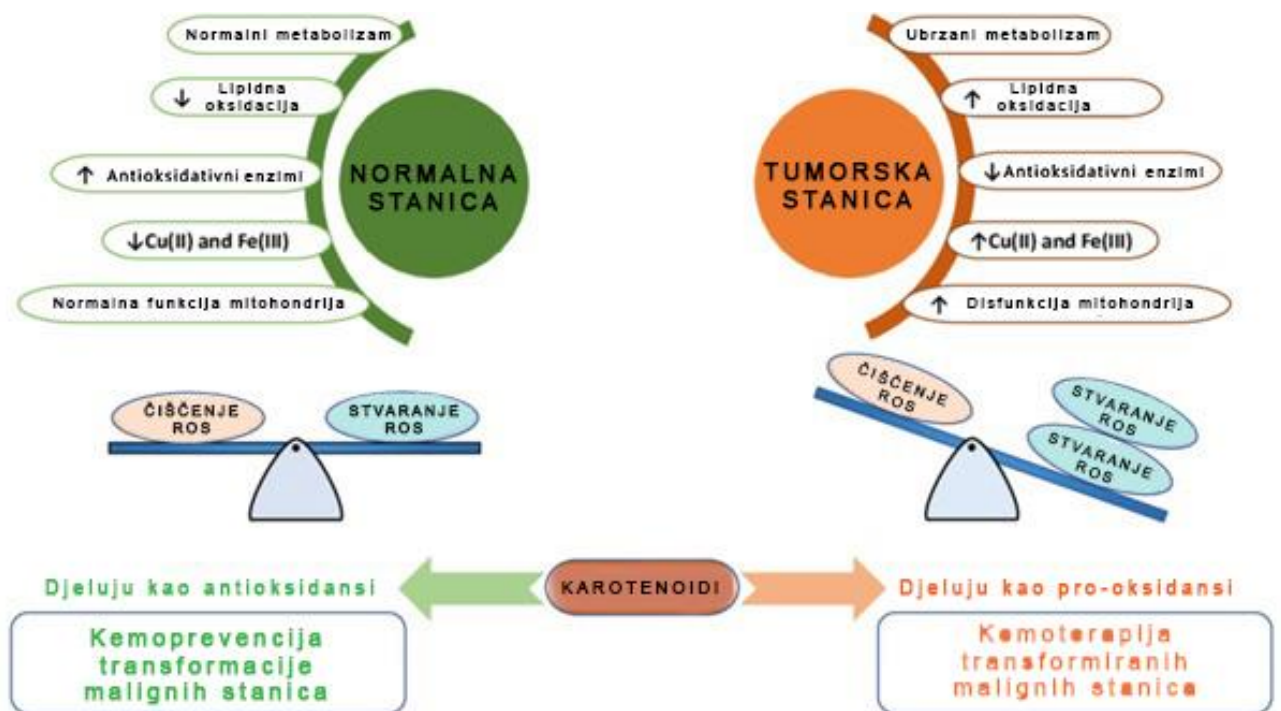 Normalni metabolizam
↓ Lipidna
oksidacija
↑ Antioksidativni enzimi
↓Cu(II) and Fe(III)
Normalna funkcija mitohondrija
NORMALNA
STANICA
Ubrzani metabolizam
↑ Lipidna
oksidacija
↓Antioksidativni enzimi
↑Cu(II) and Fe(III)
↑ Disfunkcija mitohondrija
TUMORSKA
STANICA
ČIŠČENJE
ROS
STVARANJE
ROS
ČIŠČENJE
ROS
STVARANJE
ROS
STVARANJE
ROS
Djeluju kao antioksidansi
KAROTENOIDI
Djeluju kao pro-oksidansi
Kemoprevencija
transformacije
malignih stanica
Kemoterapija
transformiranih
malignih stanica